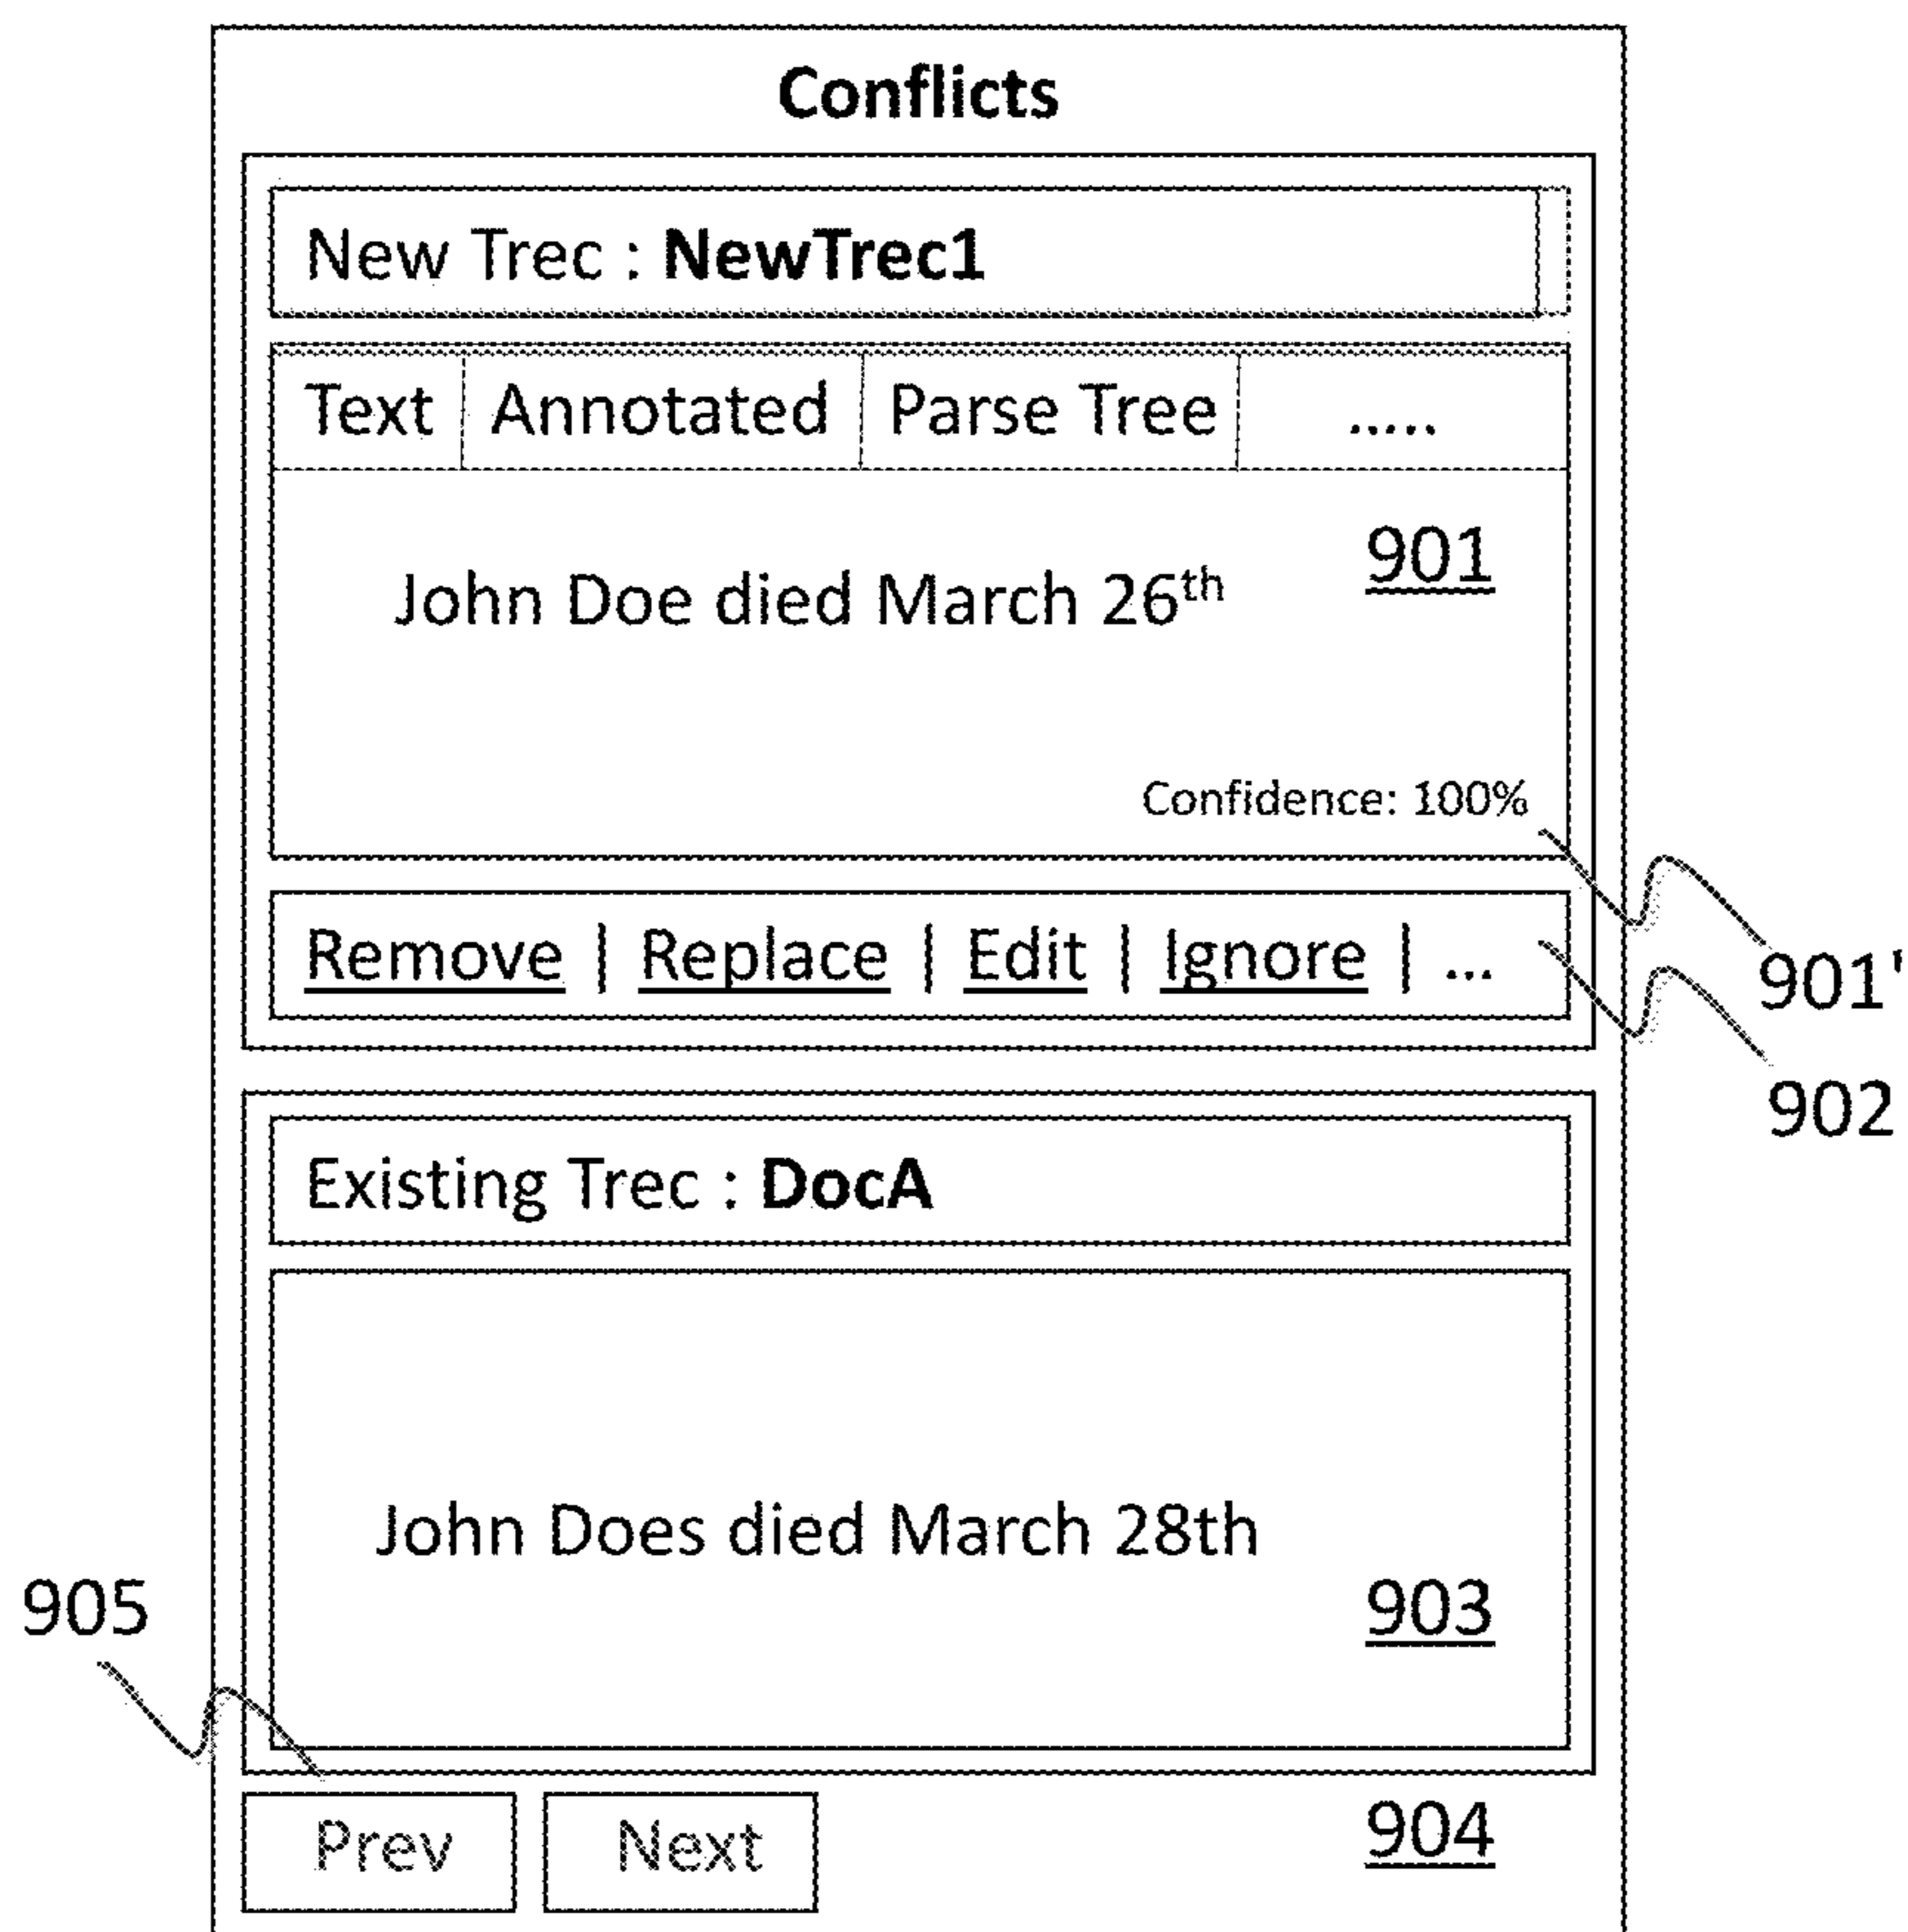 Conflicts
New Trec : NewTrec1
Text Annotated Parse Tree .....
901
John Doe died March 26th
Confidence: 100%
Remove | Replace | Edit | Ignore | ...
901'
902
Existing Trec : DocA
John Does died March 28th
905
903
Prev Next
904